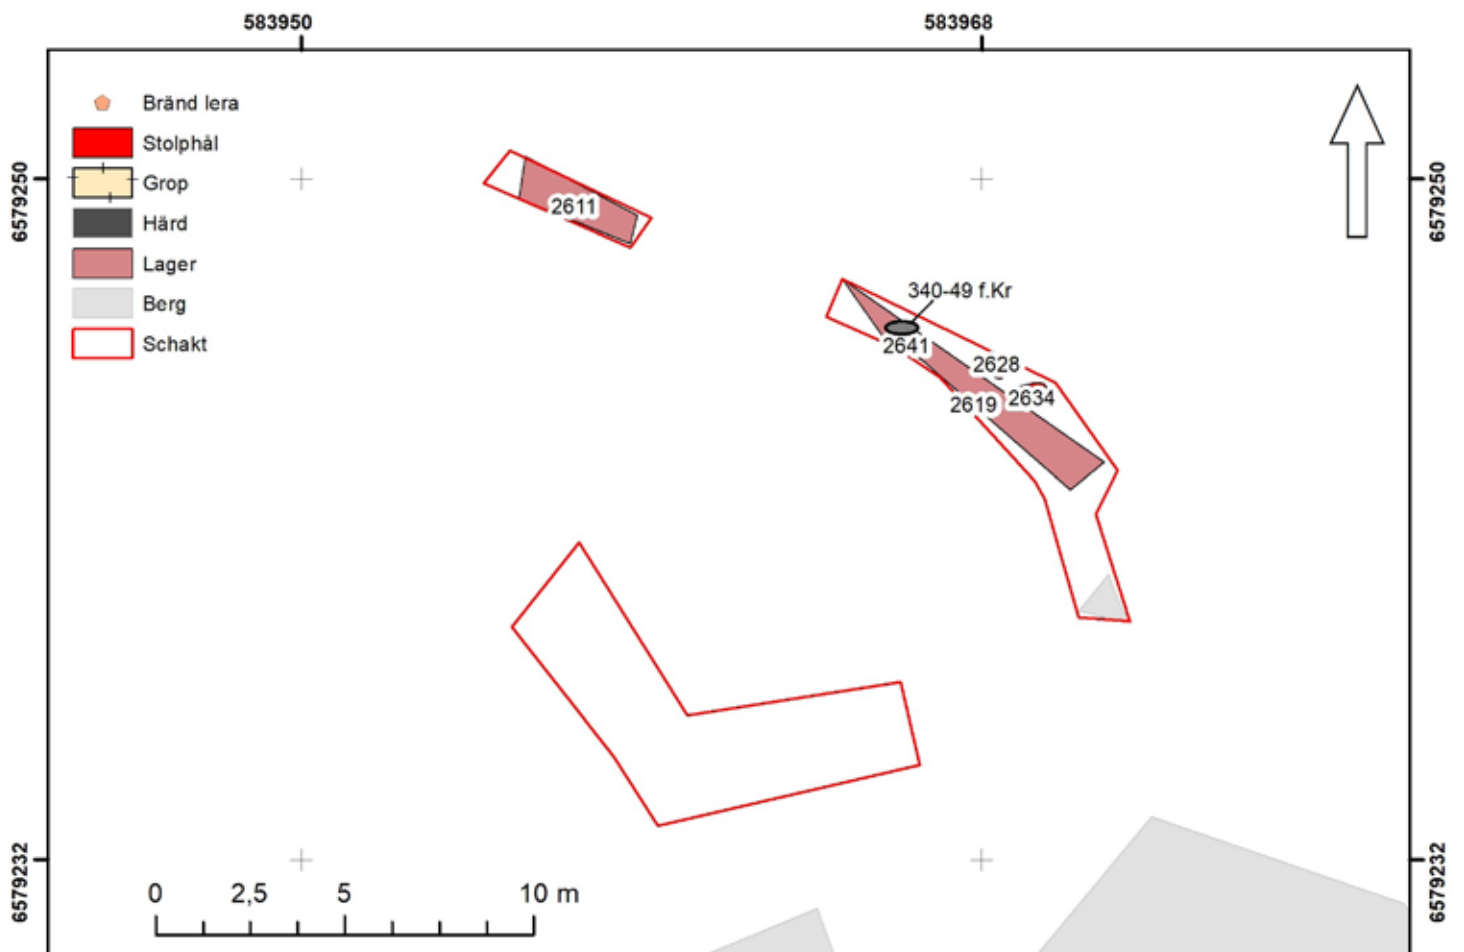 583950
583968
6579250
6579250
Bränd lera
Stolphål
Grop
Härd
Lager
Berg
Schakt
2611
340-49 f.Kr
2641
2628
2634
2619
6579232
6579232
0 2,5 5 10 m